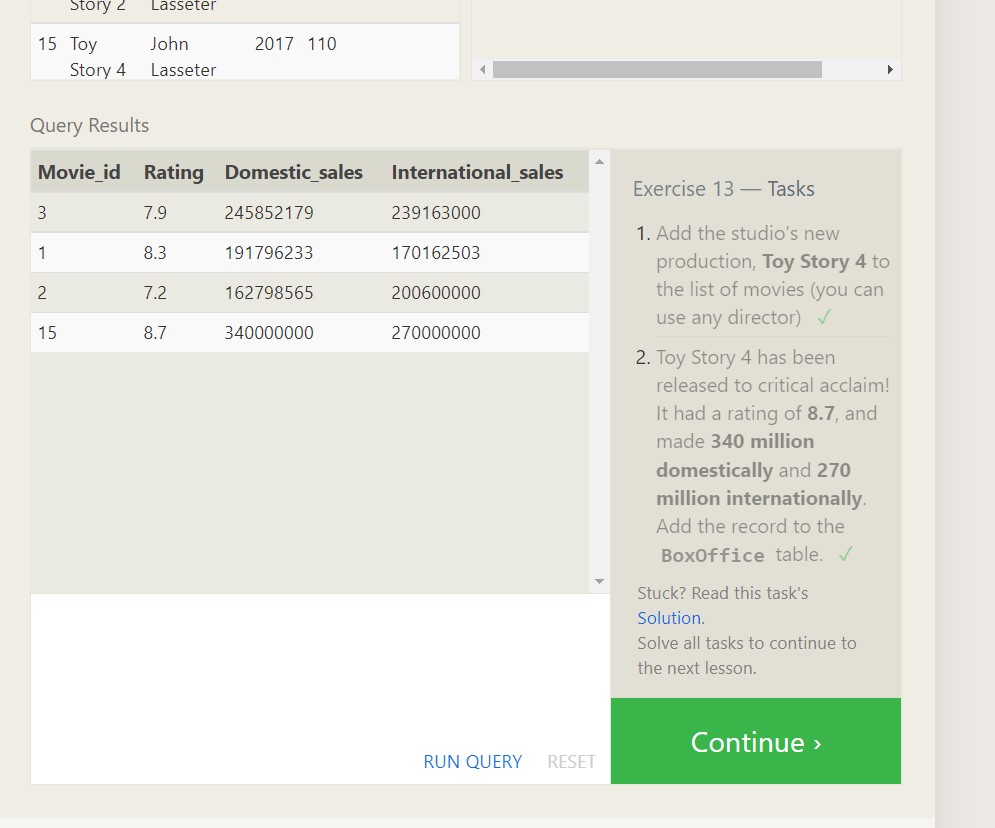 Story 2 Lasseter
15 Toy John 2017 110
Story 4 Lasseter
Query Results
Movie_id Rating Domestic_sales International_sales
3 7.9 245852179 239163000
1 8.3 191796233 170162503
2 7.2 162798565 200600000
15 8.7 340000000 270000000
RUN QUERY RESET
Exercise 13 — Tasks
1. Add the studio's new
production, Toy Story 4 to
the list of movies (you can
use any director) ✓
2. Toy Story 4 has been
released to critical acclaim!
It had a rating of 8.7, and
made 340 million
domestically and 270
million internationally.
Add the record to the
BoxOffice table. ✓
Stuck? Read this task's
Solution.
Solve all tasks to continue to
the next lesson.
Continue ›